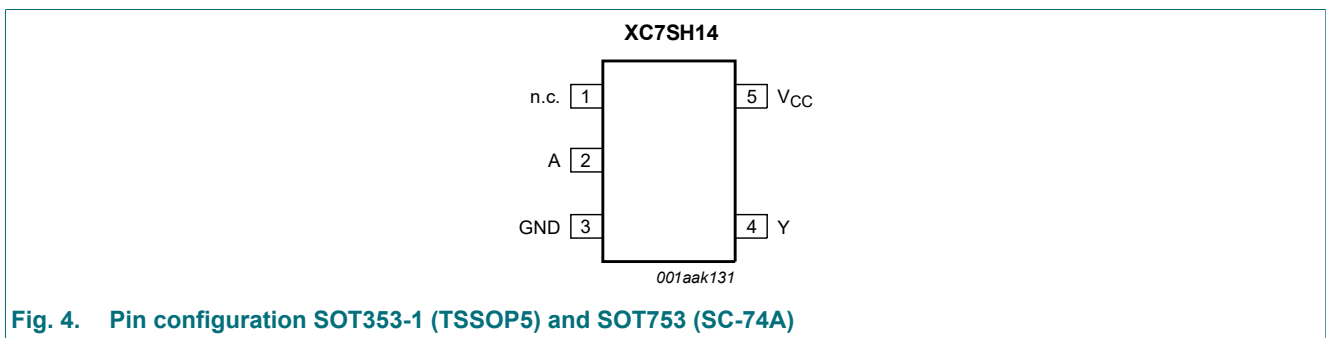 XC7SH14
n.c. 1
5 VCC
A 2
GND 3
4 Y
001aak131
Fig. 4. Pin configuration SOT353-1 (TSSOP5) and SOT753 (SC-74A)